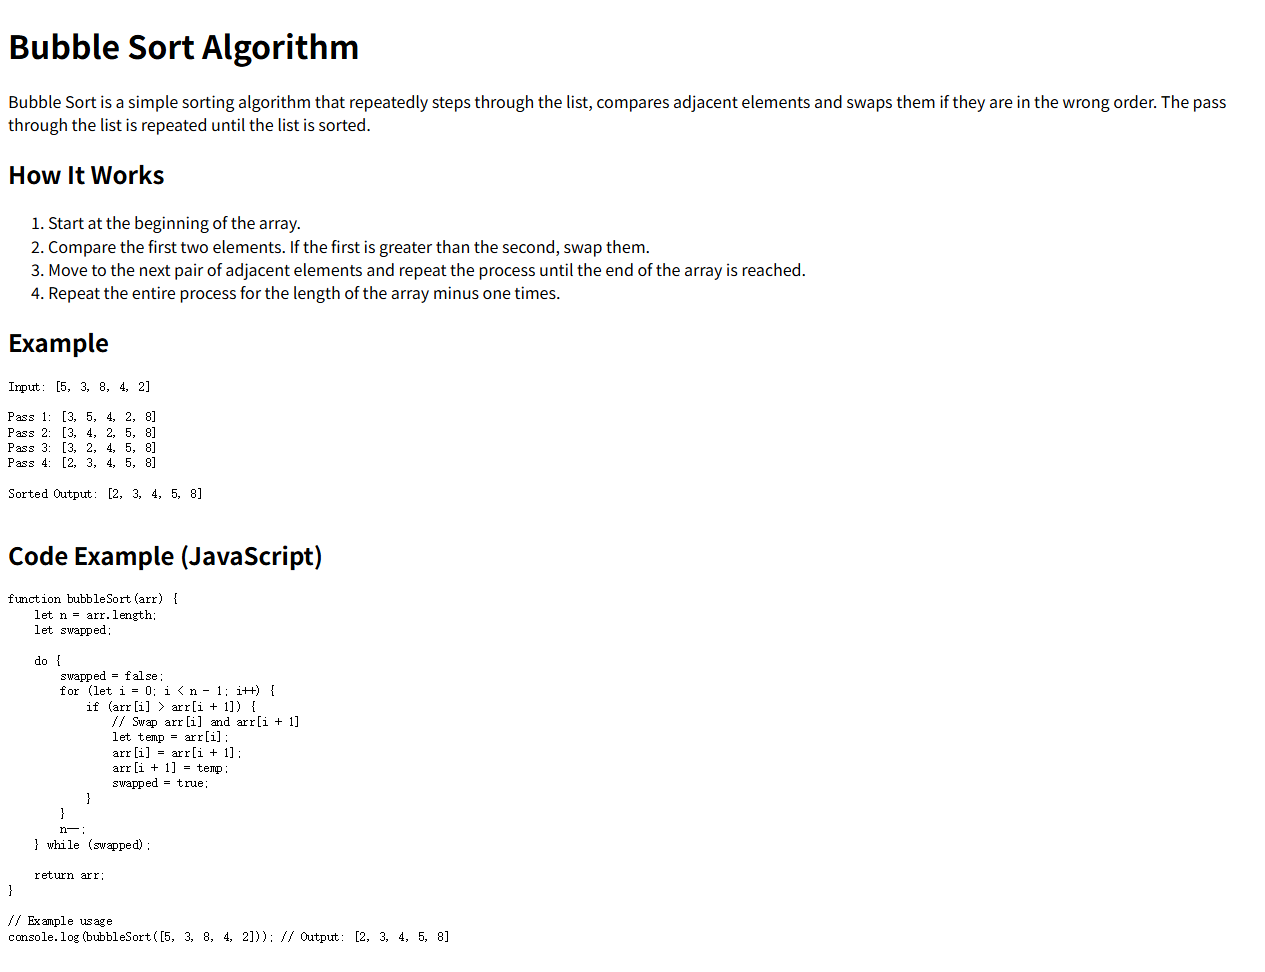 Bubble Sort Algorithm
Bubble Sort is a simple sorting algorithm that repeatedly steps through the list, compares adjacent elements and swaps them if they are in the wrong order. The pass
through the list is repeated until the list is sorted.
How It Works
1. Start at the beginning of the array.
2. Compare the first two elements. If the first is greater than the second, swap them.
3. Move to the next pair of adjacent elements and repeat the process until the end of the array is reached.
4. Repeat the entire process for the length of the array minus one times.
Example
Input: [5, 3, 8, 4, 2]
Pass 1: [3, 5, 4, 2, 8]
Pass 2: [3, 4, 2, 5, 8]
Pass 3: [3, 2, 4, 5, 8]
Pass 4: [2, 3, 4, 5, 8]
Sorted Output: [2, 3, 4, 5, 8]
Code Example (JavaScript)
function bubbleSort(arr) {
    let n = arr.length;
    let swapped;
    do {
        swapped = false;
        for (let i = 0; i < n - 1; i++) {
            if (arr[i] > arr[i + 1]) {
                // Swap arr[i] and arr[i + 1]
                let temp = arr[i];
                arr[i] = arr[i + 1];
                arr[i + 1] = temp;
                swapped = true;
            }
        }
        n--;
    } while (swapped);
    return arr;
}
// Example usage
console.log(bubbleSort([5, 3, 8, 4, 2])); // Output: [2, 3, 4, 5, 8]